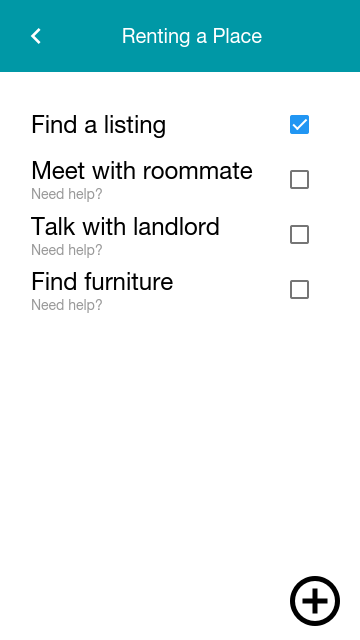 Renting a Place
Find a listing
Meet with roommate
Need help?
Talk with landlord
Need help?
Find furniture
Need help?